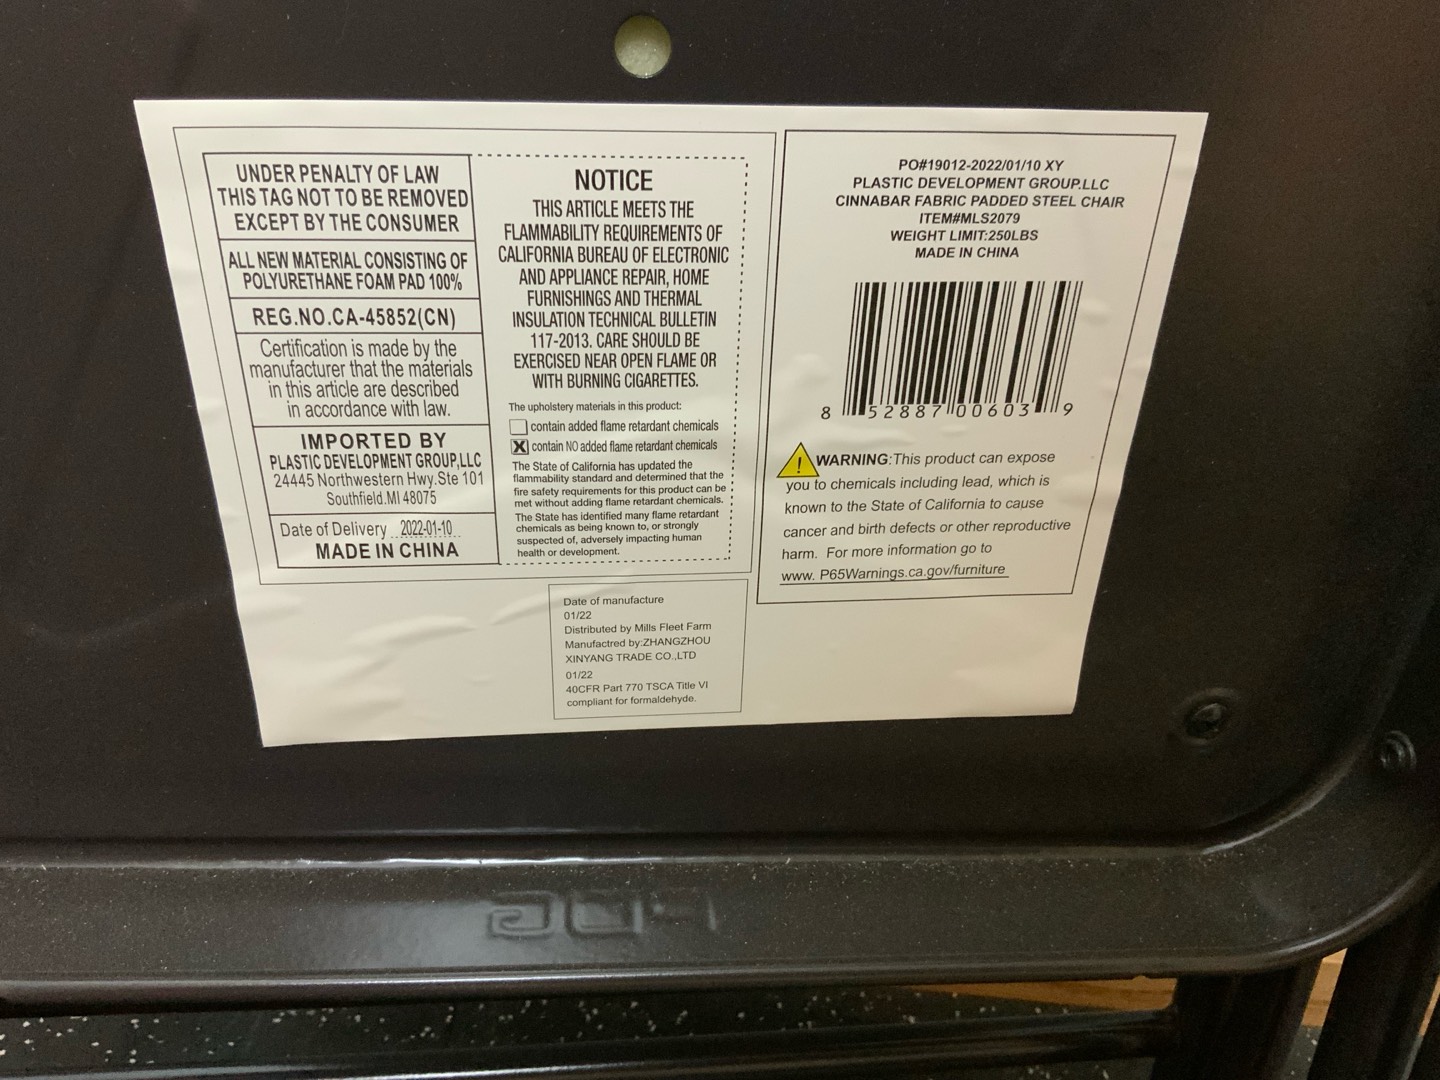 UNDER PENALTY OF LAW
THIS TAG NOT TO BE REMOVED
EXCEPT BY THE CONSUMER
ALL NEW MATERIAL CONSISTING OF
POLYURETHANE FOAM PAD 100%
REG.NO.CA-45852(CN)
Certification is made by the
manufacturer that the materials
in this article are described
in accordance with law.
IMPORTED BY
PLASTIC DEVELOPMENT GROUP,LLC
24445 Northwestern Hwy.Ste 101
Southfield.MI 48075
Date of Delivery 2022-01-10
MADE IN CHINA
NOTICE
THIS ARTICLE MEETS THE
FLAMMABILITY REQUIREMENTS OF
CALIFORNIA BUREAU OF ELECTRONIC
AND APPLIANCE REPAIR, HOME
FURNISHINGS AND THERMAL
INSULATION TECHNICAL BULLETIN
117-2013. CARE SHOULD BE
EXERCISED NEAR OPEN FLAME OR
WITH BURNING CIGARETTES.
The upholstery materials in this product:
contain added flame retardant chemicals
X contain NO added flame retardant chemicals
The State of California has updated the
flammability standard and determined that the
fire safety requirements for this product can be
met without adding flame retardant chemicals.
The State has identified many flame retardant
chemicals as being known to, or strongly
suspected of, adversely impacting human
health or development.
PO#19012-2022/01/10 XY
PLASTIC DEVELOPMENT GROUP.LLC
CINNABAR FABRIC PADDED STEEL CHAIR
ITEM#MLS2079
WEIGHT LIMIT:250LBS
MADE IN CHINA
8 52887 00603 9
WARNING:This product can expose
you to chemicals including lead, which is
known to the State of California to cause
cancer and birth defects or other reproductive
harm. For more information go to
www. P65Warnings.ca.gov/furniture
Date of manufacture
01/22
Distributed by Mills Fleet Farm
Manufactred by:ZHANGZHOU
XINYANG TRADE CO.,LTD
01/22
40CFR Part 770 TSCA Title VI
compliant for formaldehyde.